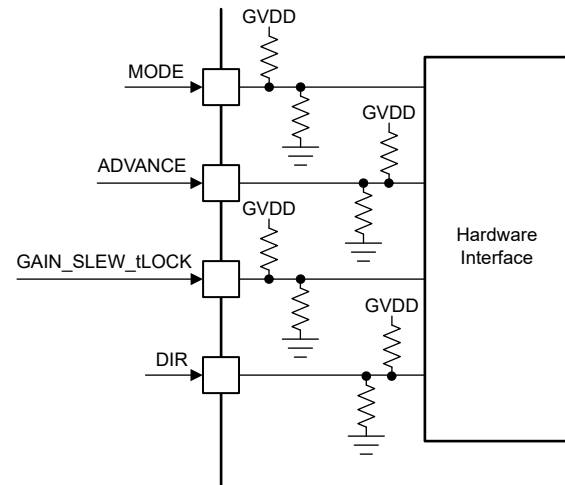 GVDD
MODE
GVDD
ADVANCE
GVDD
Hardware
Interface
GAIN_SLEW_tLOCK
GVDD
DIR